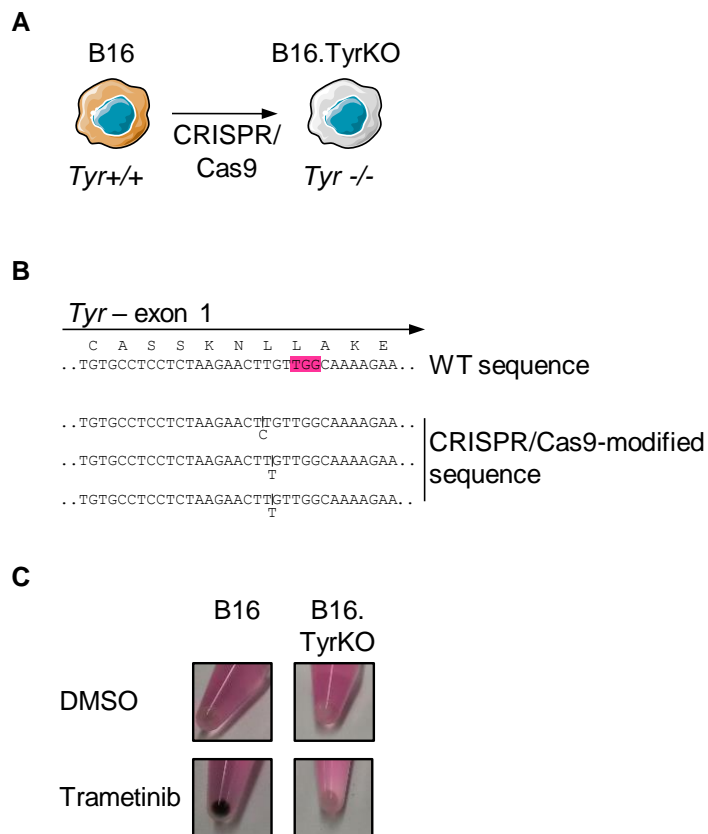 A
B16
B16.TyrKO
CRISPR/
Cas9
Tyr+/+
Tyr -/-
B
Tyr – exon 1
C A S S K N L L A K E
..TGTGCCTCCTCTAAGAACTTGTTGGCAAAAGAA..
WT sequence
..TGTGCCTCCTCTAAGAACTTGTTGGCAAAAGAA..
C
..TGTGCCTCCTCTAAGAACTTGTTGGCAAAAGAA..
T
..TGTGCCTCCTCTAAGAACTTGTTGGCAAAAGAA..
T
CRISPR/Cas9-modified
sequence
C
B16
B16.
TyrKO
DMSO
Trametinib